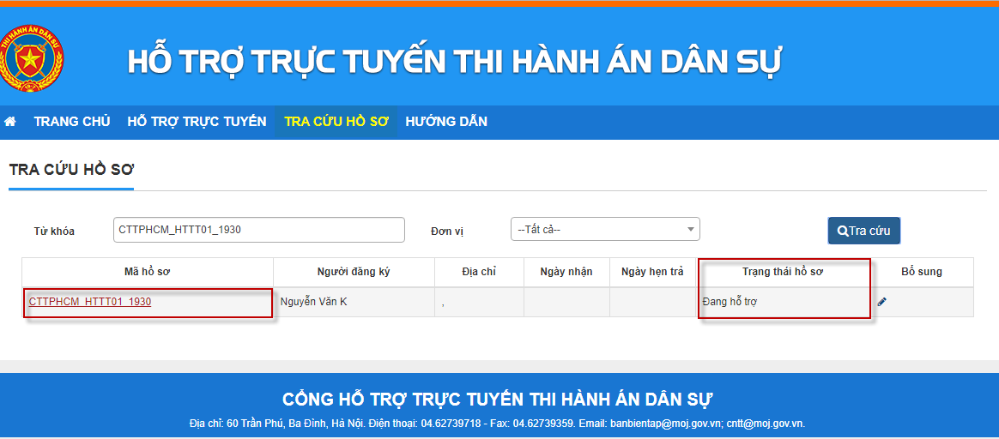 THI HÀNH ÁN DÂN SỰ
HỖ TRỢ TRỰC TUYẾN THI HÀNH ÁN DÂN SỰ
TRANG CHỦ HỖ TRỢ TRỰC TUYẾN TRA CỨU HỒ SƠ HƯỚNG DẪN
TRA CỨU HỒ SƠ
Từ khóa CTTPHCM_HTTT01_1930 Đơn vị --Tất cả-- Tra cứu
Mã hồ sơ Người đăng ký Địa chỉ Ngày nhận Ngày hẹn trả Trạng thái hồ sơ Bổ sung
CTTPHCM_HTTT01_1930 Nguyễn Văn K , Đang hỗ trợ
CỔNG HỖ TRỢ TRỰC TUYẾN THI HÀNH ÁN DÂN SỰ
Địa chỉ: 60 Trần Phú, Ba Đình, Hà Nội. Điện thoại: 04.62739718 - Fax: 04.62739359. Email: banbientap@moj.gov.vn; cntt@moj.gov.vn.